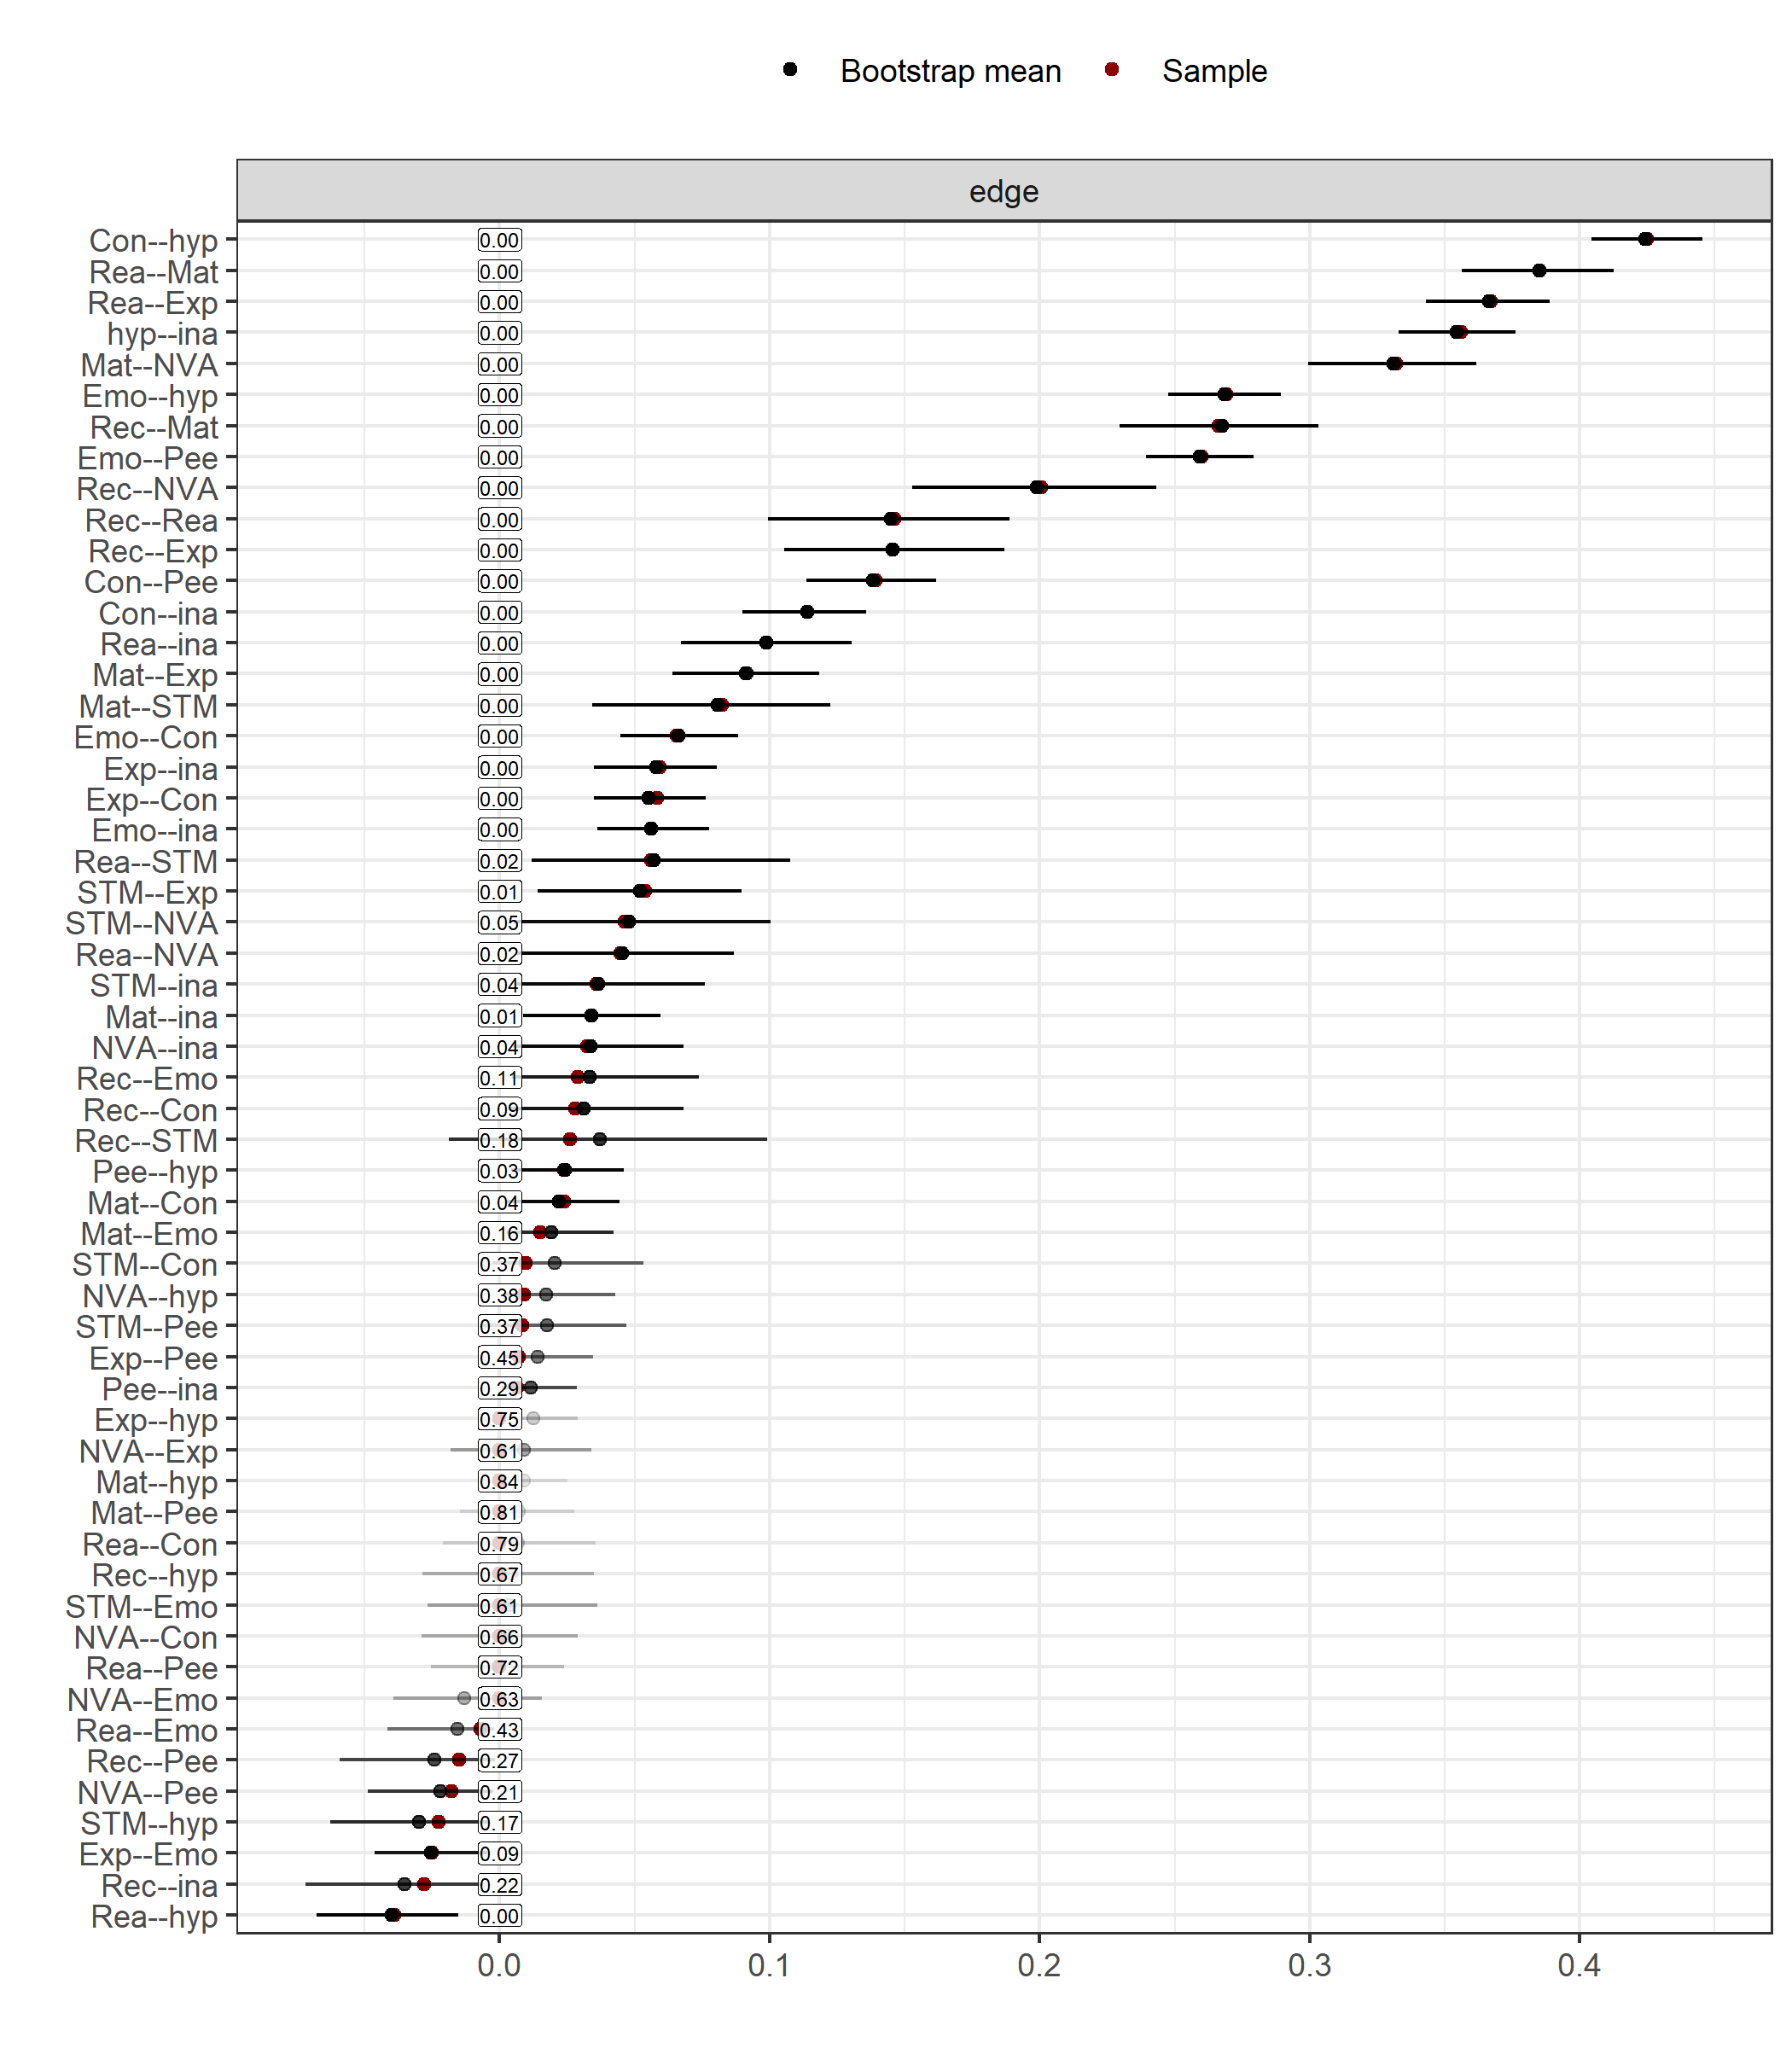 Bootstrap mean Sample
edge
Con--hyp 0.00
Rea--Mat 0.00
Rea--Exp 0.00
hyp--ina 0.00
Mat--NVA 0.00
Emo--hyp 0.00
Rec--Mat 0.00
Emo--Pee 0.00
Rec--NVA 0.00
Rec--Rea 0.00
Rec--Exp 0.00
Con--Pee 0.00
Con--ina 0.00
Rea--ina 0.00
Mat--Exp 0.00
Mat--STM 0.00
Emo--Con 0.00
Exp--ina 0.00
Exp--Con 0.00
Emo--ina 0.00
Rea--STM 0.02
STM--Exp 0.01
STM--NVA 0.05
Rea--NVA 0.02
STM--ina 0.04
Mat--ina 0.01
NVA--ina 0.04
Rec--Emo 0.11
Rec--Con 0.09
Rec--STM 0.18
Pee--hyp 0.03
Mat--Con 0.04
Mat--Emo 0.16
STM--Con 0.37
NVA--hyp 0.38
STM--Pee 0.37
Exp--Pee 0.45
Pee--ina 0.29
Exp--hyp 0.75
NVA--Exp 0.61
Mat--hyp 0.84
Mat--Pee 0.81
Rea--Con 0.79
Rec--hyp 0.67
STM--Emo 0.61
NVA--Con 0.66
Rea--Pee 0.72
NVA--Emo 0.63
Rea--Emo 0.43
Rec--Pee 0.27
NVA--Pee 0.21
STM--hyp 0.17
Exp--Emo 0.09
Rec--ina 0.22
Rea--hyp 0.00
0.0 0.1 0.2 0.3 0.4